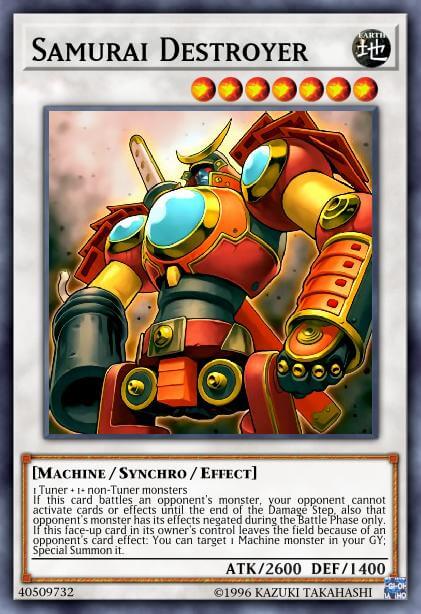 SAMURAI DESTROYER
EARTH
地
[MACHINE / SYNCHRO / EFFECT]
1 Tuner + 1+ non-Tuner monsters
If this card battles an opponent's monster, your opponent cannot
activate cards or effects until the end of the Damage Step, also that
opponent's monster has its effects negated during the Battle Phase only.
If this face-up card in its owner's control leaves the field because of an
opponent's card effect: You can target 1 Machine monster in your GY;
Special Summon it.
ATK/2600 DEF/1400
40509732
©1996 KAZUKI TAKAHASHI